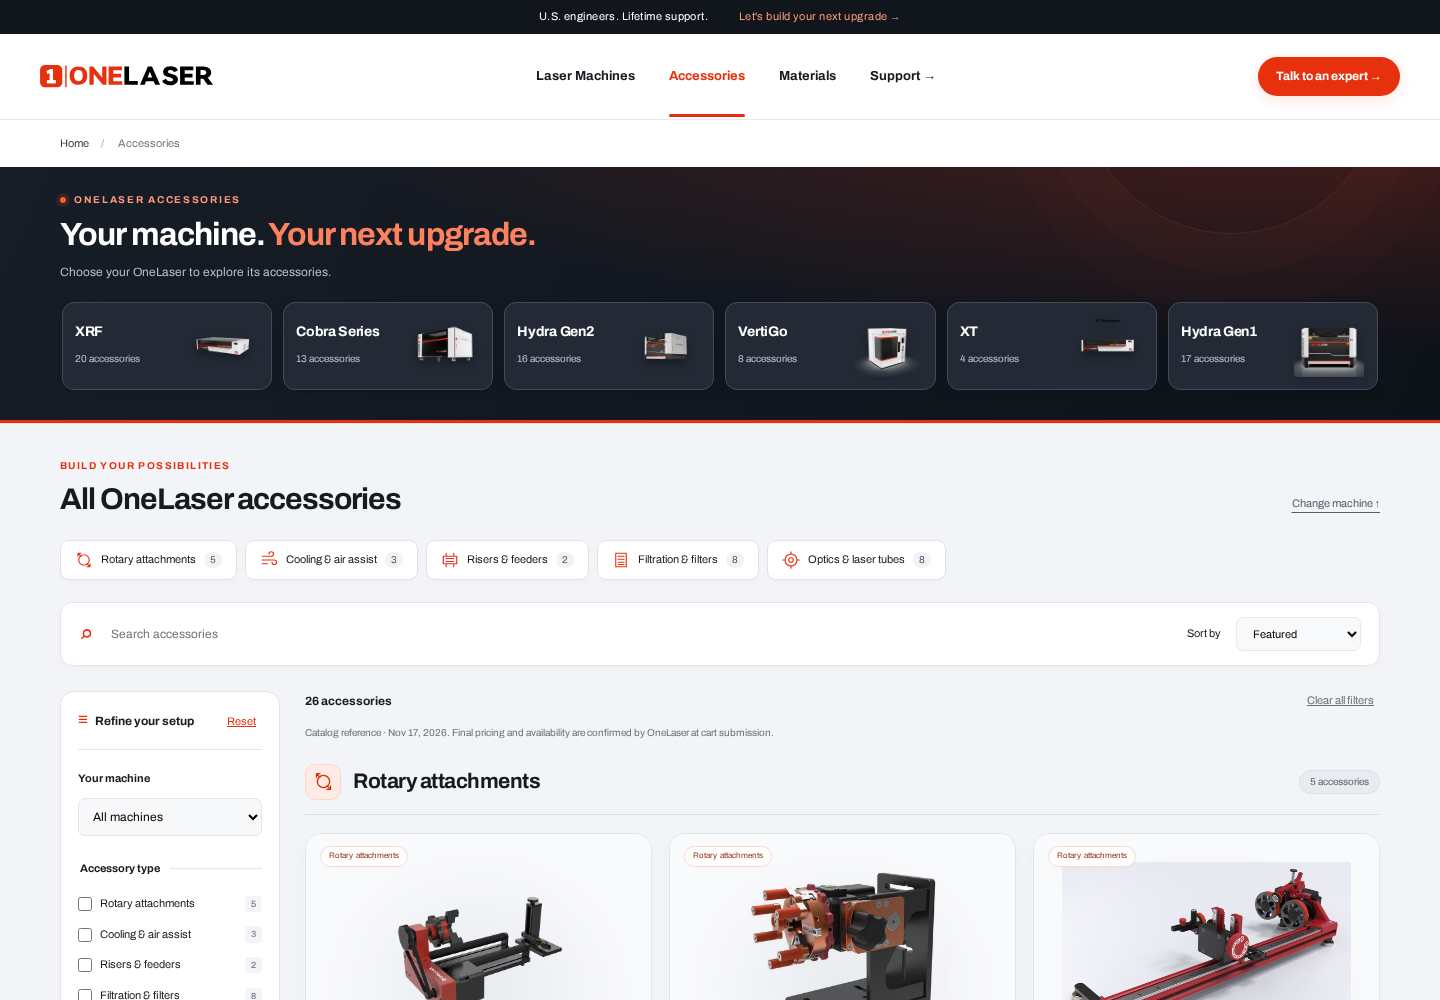 U.S. engineers. Lifetime support. Let's build your next upgrade →
1|ONELASER
Laser Machines Accessories Materials Support →
Talk to an expert →
Home / Accessories
ONELASER ACCESSORIES
Your machine. Your next upgrade.
Choose your OneLaser to explore its accessories.
XRF
20 accessories
Cobra Series
13 accessories
Hydra Gen2
16 accessories
VertiGo
8 accessories
XT
4 accessories
Hydra Gen1
17 accessories
BUILD YOUR POSSIBILITIES
All OneLaser accessories
Change machine ↑
Rotary attachments 5
Cooling & air assist 3
Risers & feeders 2
Filtration & filters 8
Optics & laser tubes 8
Search accessories
Sort by Featured
Refine your setup Reset
Your machine
All machines
Accessory type
Rotary attachments 5
Cooling & air assist 3
Risers & feeders 2
Filtration & filters 8
26 accessories
Clear all filters
Catalog reference · Nov 17, 2026. Final pricing and availability are confirmed by OneLaser at cart submission.
Rotary attachments
5 accessories
Rotary attachments
Rotary attachments
Rotary attachments